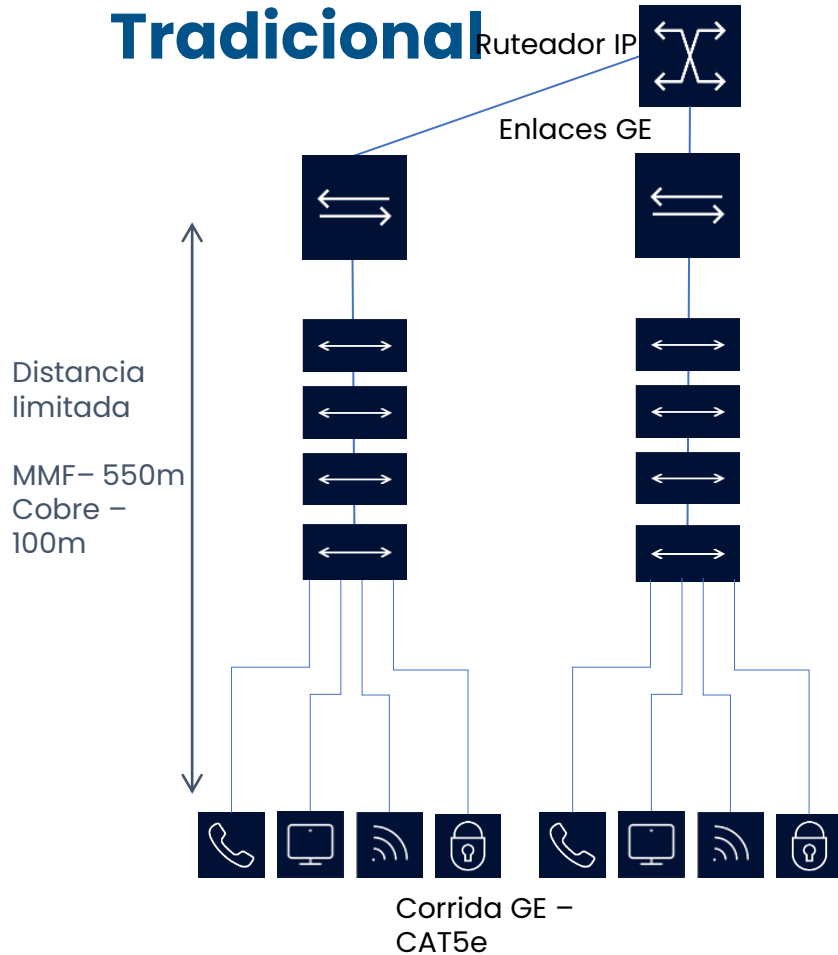 Tradicional
Ruteador IP
Enlaces GE
Distancia
limitada
MMF– 550m
Cobre –
100m
Corrida GE –
CAT5e